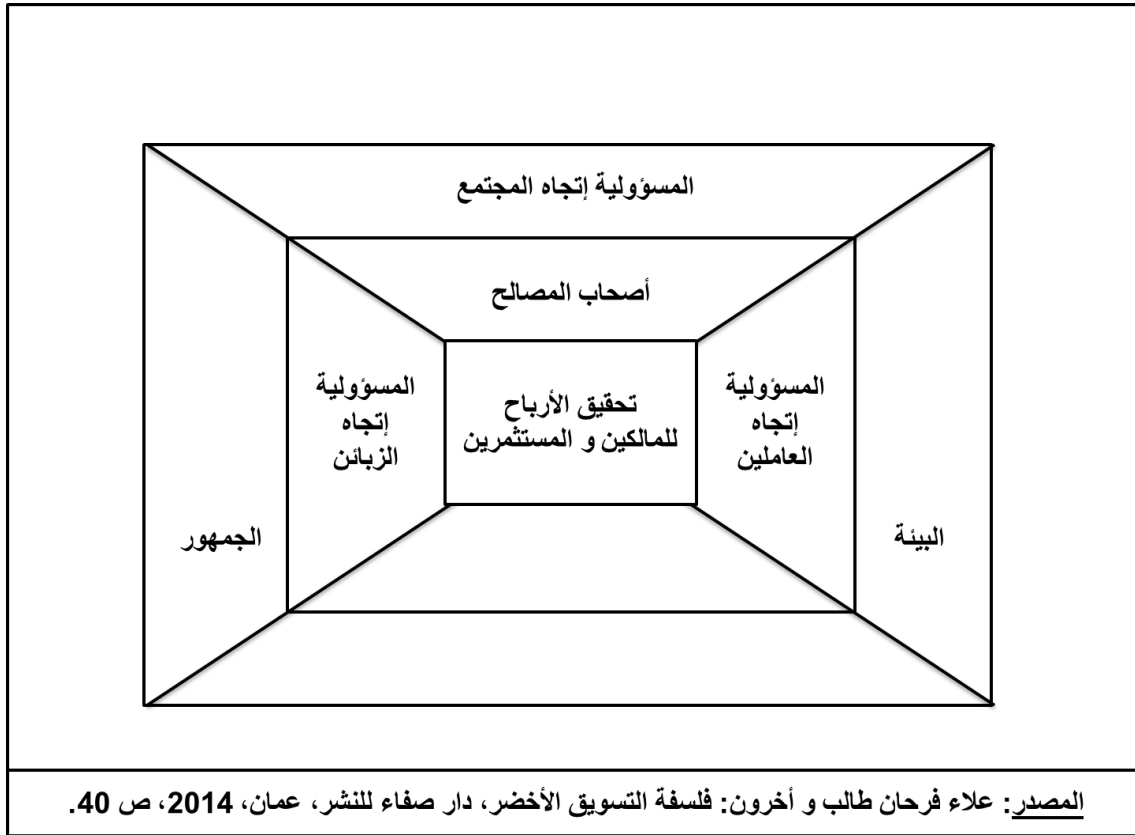 المسؤولية إتجاه المجتمع
أصحاب المصالح
المسؤولية
إتجاه
العاملين
تحقيق الأرباح
للمالكين و المستثمرين
المسؤولية
إتجاه
الزبائن
البيئة
الجمهور
المصدر: علاء فرحان طالب و أخرون: فلسفة التسويق الأخضر، دار صفاء للنشر، عمان، 2014، ص 40.